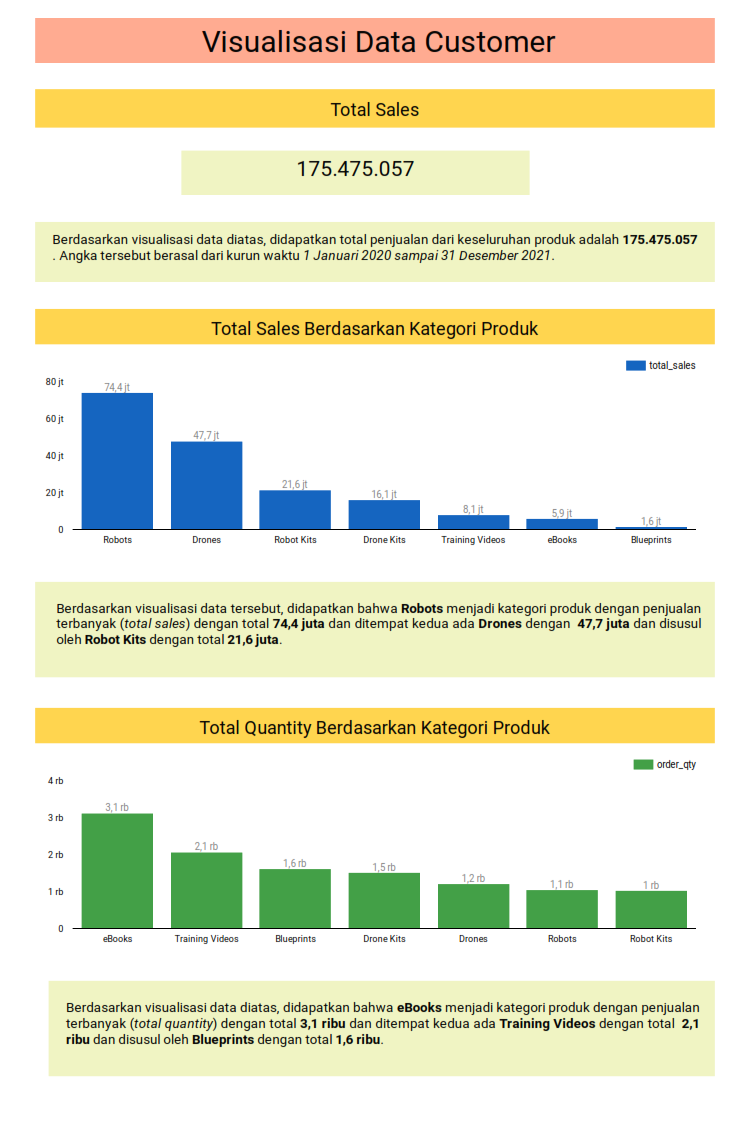 Visualisasi Data Customer
Total Sales
175.475.057
Berdasarkan visualisasi data diatas, didapatkan total penjualan dari keseluruhan produk adalah 175.475.057
. Angka tersebut berasal dari kurun waktu 1 Januari 2020 sampai 31 Desember 2021.
Total Sales Berdasarkan Kategori Produk
total_sales
80 jt
60 jt
40 jt
20 jt
0
74,4 jt
47,7 jt
21,6 jt
16,1 jt
8,1 jt
5,9 jt
1,6 jt
Robots Drones Robot Kits Drone Kits Training Videos eBooks Blueprints
Berdasarkan visualisasi data tersebut, didapatkan bahwa Robots menjadi kategori produk dengan penjualan
terbanyak (total sales) dengan total 74,4 juta dan ditempat kedua ada Drones dengan 47,7 juta dan disusul
oleh Robot Kits dengan total 21,6 juta.
Total Quantity Berdasarkan Kategori Produk
order_qty
4 rb
3 rb
2 rb
1 rb
0
3,1 rb
2,1 rb
1,6 rb
1,5 rb
1,2 rb
1,1 rb
1 rb
eBooks Training Videos Blueprints Drone Kits Drones Robots Robot Kits
Berdasarkan visualisasi data diatas, didapatkan bahwa eBooks menjadi kategori produk dengan penjualan
terbanyak (total quantity) dengan total 3,1 ribu dan ditempat kedua ada Training Videos dengan total 2,1
ribu dan disusul oleh Blueprints dengan total 1,6 ribu.